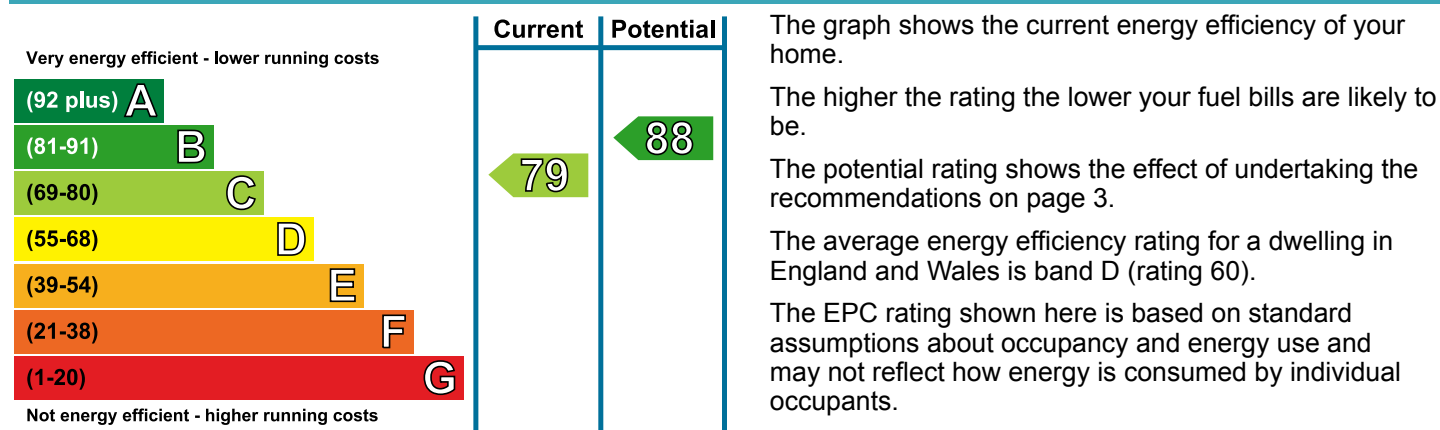 Current Potential
Very energy efficient - lower running costs
(92 plus) A
(81-91) B
(69-80) C
(55-68) D
(39-54) E
(21-38) F
(1-20) G
Not energy efficient - higher running costs
79
88
The graph shows the current energy efficiency of your
home.
The higher the rating the lower your fuel bills are likely to
be.
The potential rating shows the effect of undertaking the
recommendations on page 3.
The average energy efficiency rating for a dwelling in
England and Wales is band D (rating 60).
The EPC rating shown here is based on standard
assumptions about occupancy and energy use and
may not reflect how energy is consumed by individual
occupants.